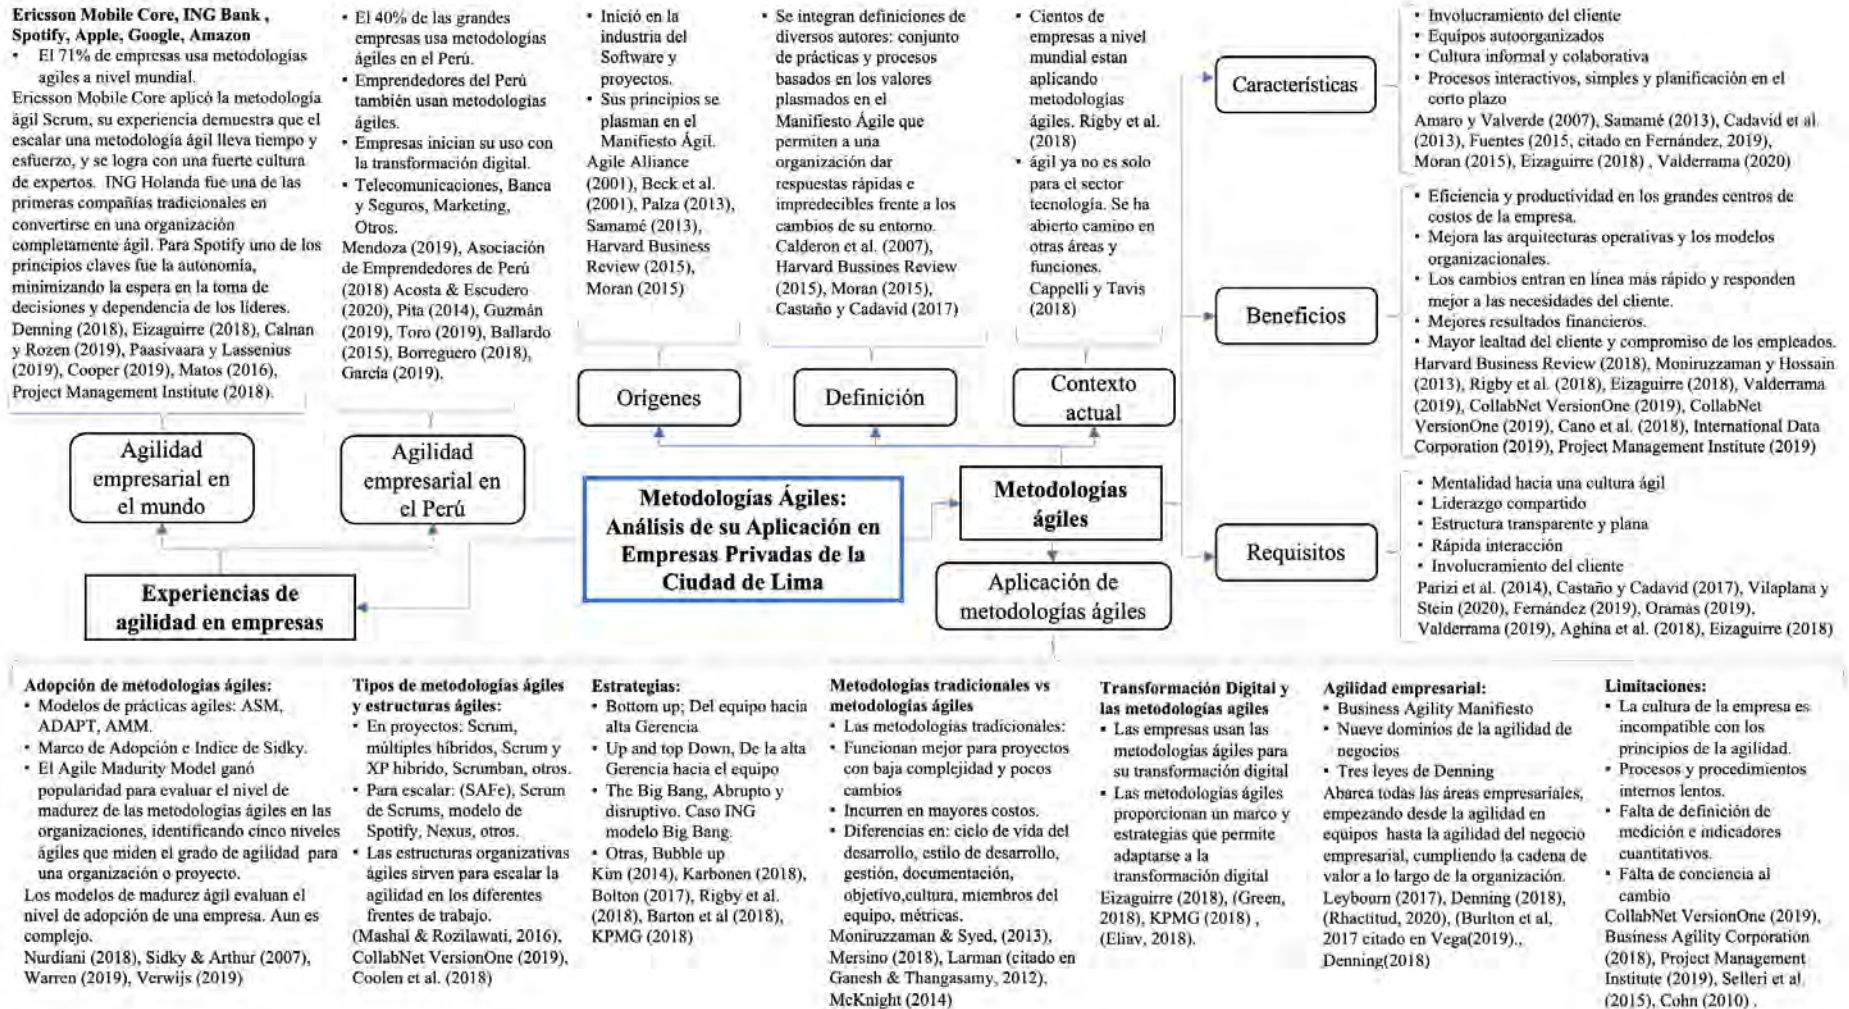 Ericsson Mobile Core, ING Bank ,
Spotify, Apple, Google, Amazon
• El 71% de empresas usa metodologías
agiles a nivel mundial.
Ericsson Mobile Core aplicó la metodología
ágil Scrum, su experiencia demuestra que el
escalar una metodología ágil lleva tiempo y
esfuerzo, y se logra con una fuerte cultura
de expertos. ING Holanda fue una de las
primeras compañías tradicionales en
convertirse en una organización
completamente ágil. Para Spotify uno de los
principios claves fue la autonomía,
minimizando la espera en la toma de
decisiones y dependencia de los líderes.
Denning (2018), Eizaguirre (2018), Calnan
y Rozen (2019), Paasivaara y Lassenius
(2019), Cooper (2019), Matos (2016),
Project Management Institute (2018).
• El 40% de las grandes
empresas usa metodologías
ágiles en el Perú.
• Emprendedores del Perú
también usan metodologías
ágiles.
• Empresas inician su uso con
la transformación digital.
• Telecomunicaciones, Banca
y Seguros, Marketing,
Otros.
Mendoza (2019), Asociación
de Emprendedores de Perú
(2018) Acosta & Escudero
(2020), Pita (2014), Guzmán
(2019), Toro (2019), Ballardo
(2015), Borreguero (2018),
García (2019).
• Inició en la
industria del
Software y
proyectos.
• Sus principios se
plasman en el
Manifiesto Ágil.
Agile Alliance
(2001), Beck et al.
(2001), Palza (2013),
Samamé (2013),
Harvard Business
Review (2015),
Moran (2015)
• Se integran definiciones de
diversos autores: conjunto
de prácticas y procesos
basados en los valores
plasmados en el
Manifiesto Ágile que
permiten a una
organización dar
respuestas rápidas e
impredecibles frente a los
cambios de su entorno.
Calderon et al. (2007),
Harvard Bussines Review
(2015), Moran (2015),
Castaño y Cadavid (2017)
• Cientos de
empresas a nivel
mundial estan
aplicando
metodologías
ágiles. Rigby et al.
(2018)
• ágil ya no es solo
para el sector
tecnología. Se ha
abierto camino en
otras áreas y
funciones.
Cappelli y Tavis
(2018)
Características
• Involucramiento del cliente
• Equipos autoorganizados
• Cultura informal y colaborativa
• Procesos interactivos, simples y planificación en el
corto plazo
Amaro y Valverde (2007), Samamé (2013), Cadavid et al.
(2013), Fuentes (2015, citado en Fernández, 2019),
Moran (2015), Eizaguirre (2018) , Valderrama (2020)
Beneficios
• Eficiencia y productividad en los grandes centros de
costos de la empresa.
• Mejora las arquitecturas operativas y los modelos
organizacionales.
• Los cambios entran en línea más rápido y responden
mejor a las necesidades del cliente.
• Mejores resultados financieros.
• Mayor lealtad del cliente y compromiso de los empleados.
Harvard Business Review (2018), Moniruzzaman y Hossain
(2013), Rigby et al. (2018), Eizaguirre (2018), Valderrama
(2019), CollabNet VersionOne (2019), CollabNet
VersionOne (2019), Cano et al. (2018), International Data
Corporation (2019), Project Management Institute (2019)
Requisitos
• Mentalidad hacia una cultura ágil
• Liderazgo compartido
• Estructura transparente y plana
• Rápida interacción
• Involucramiento del cliente
Parizi et al. (2014), Castaño y Cadavid (2017), Vilaplana y
Stein (2020), Fernández (2019), Oramas (2019),
Valderrama (2019), Aghina et al. (2018), Eizaguirre (2018)
Orígenes
Definición
Contexto
actual
Agilidad
empresarial en
el mundo
Agilidad
empresarial en
el Perú
Metodologías Ágiles:
Análisis de su Aplicación en
Empresas Privadas de la
Ciudad de Lima
Metodologías
ágiles
Experiencias de
agilidad en empresas
Aplicación de
metodologías ágiles
Adopción de metodologías ágiles:
• Modelos de prácticas agiles: ASM,
ADAPT, AMM.
• Marco de Adopción e Indice de Sidky.
• El Agile Madurity Model ganó
popularidad para evaluar el nivel de
madurez de las metodologías ágiles en las
organizaciones, identificando cinco niveles
ágiles que miden el grado de agilidad para
una organización o proyecto.
Los modelos de madurez ágil evaluan el
nivel de adopción de una empresa. Aun es
complejo.
Nurdiani (2018), Sidky & Arthur (2007),
Warren (2019), Verwijs (2019)
Tipos de metodologías ágiles
y estructuras ágiles:
• En proyectos: Scrum,
múltiples híbridos, Scrum y
XP hibrido, Scrumban, otros.
• Para escalar: (SAFe), Scrum
de Scrums, modelo de
Spotify, Nexus, otros.
• Las estructuras organizativas
ágiles sirven para escalar la
agilidad en los diferentes
frentes de trabajo.
(Mashal & Rozilawati, 2016),
CollabNet VersionOne (2019),
Coolen et al. (2018)
Estrategias:
• Bottom up; Del equipo hacia
alta Gerencia
• Up and top Down, De la alta
Gerencia hacia el equipo
• The Big Bang, Abrupto y
disruptivo. Caso ING
modelo Big Bang.
• Otras, Bubble up
Kim (2014), Karbonen (2018),
Bolton (2017), Rigby et al.
(2018), Barton et al (2018),
KPMG (2018)
Metodologías tradicionales vs
metodologías ágiles
• Las metodologías tradicionales:
• Funcionan mejor para proyectos
con baja complejidad y pocos
cambios
• Incurren en mayores costos.
• Diferencias en: ciclo de vida del
desarrollo, estilo de desarrollo,
gestión, documentación,
objetivo,cultura, miembros del
equipo, métricas.
Moniruzzaman & Syed, (2013),
Mersino (2018), Larman (citado en
Ganesh & Thangasamy, 2012),
McKnight (2014)
Transformación Digital y
las metodologías agiles
• Las empresas usan las
metodologías ágiles para
su transformación digital
• Las metodologías ágiles
proporcionan un marco y
estrategias que permite
adaptarse a la
transformación digital
Eizaguirre (2018), (Green,
2018), KPMG (2018) ,
(Eliav, 2018).
Agilidad empresarial:
• Business Agility Manifiesto
• Nueve dominios de la agilidad de
negocios
• Tres leyes de Denning
Abarca todas las áreas empresariales,
empezando desde la agilidad en
equipos hasta la agilidad del negocio
empresarial, cumpliendo la cadena de
valor a lo largo de la organización.
Leybourn (2017), Denning (2018),
(Rhactitud, 2020), (Burlton et al,
2017 citado en Vega(2019).,
Denning(2018)
Limitaciones:
• La cultura de la empresa es
incompatible con los
principios de la agilidad.
• Procesos y procedimientos
internos lentos.
• Falta de definición de
medición e indicadores
cuantitativos.
• Falta de conciencia al
cambio
CollabNet VersionOne (2019),
Business Agility Corporation
(2018), Project Management
Institute (2019), Selleri et al
(2015), Cohn (2010) .